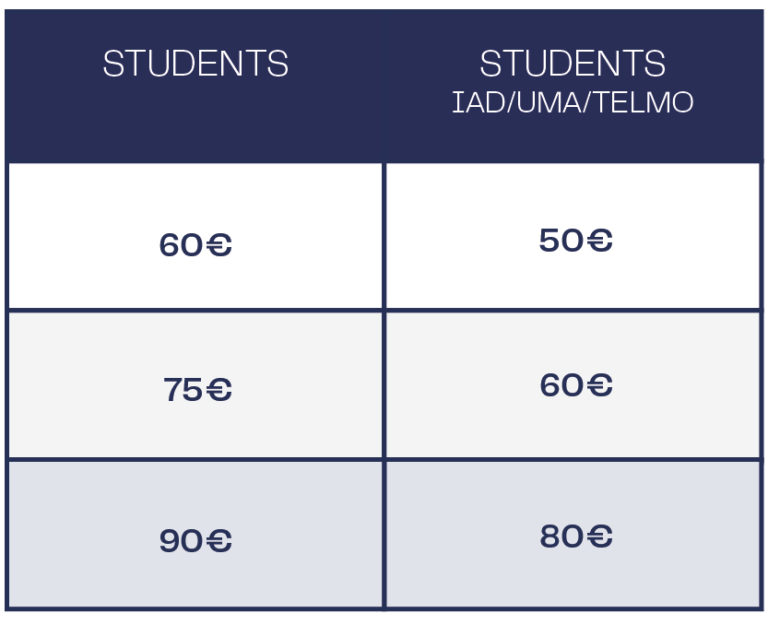 STUDENTS
STUDENTS
IAD/UMA/TELMO
60€
50€
75€
60€
90€
80€